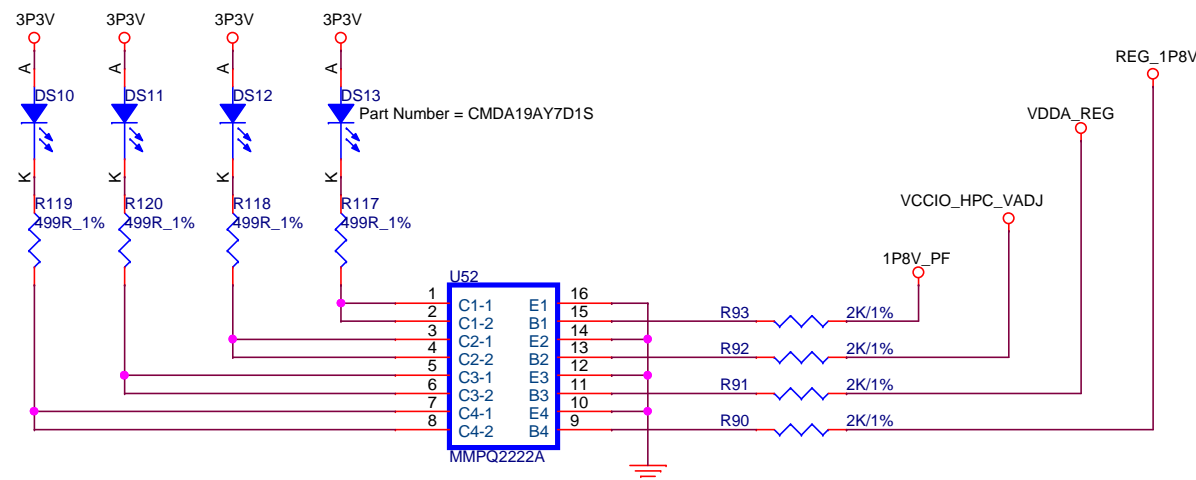 3P3V 3P3V 3P3V 3P3V
REG_1P8V
A A A A
DS10 DS11 DS12 DS13
Part Number = CMDA19AY7D1S
VDDA_REG
K K K K
R119 R120 R118 R117
499R_1% 499R_1% 499R_1% 499R_1%
VCCIO_HPC_VADJ
1P8V_PF
U52
1 C1-1 E1 16
2 C1-2 B1 15 R93 2K/1%
3 C2-1 E2 14
4 C2-2 B2 13 R92 2K/1%
5 C3-1 E3 12
6 C3-2 B3 11 R91 2K/1%
7 C4-1 E4 10
8 C4-2 B4 9 R90 2K/1%
MMPQ2222A